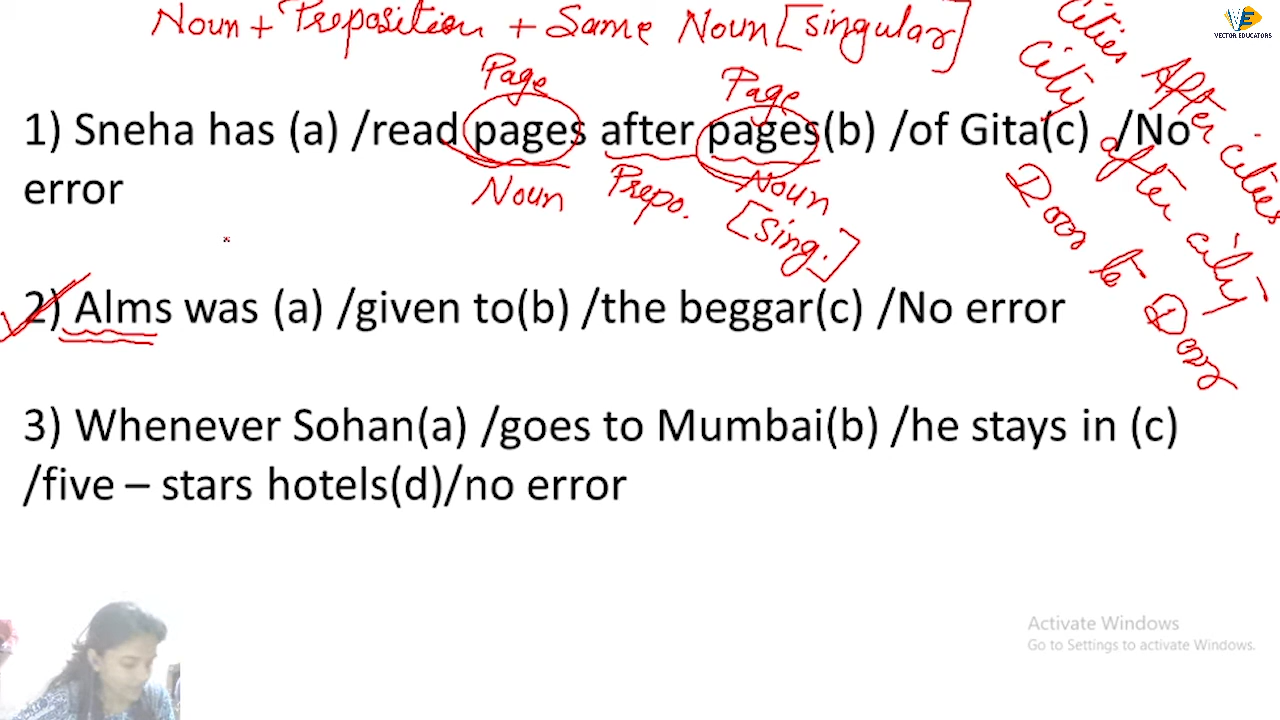 Noun + Preposition + Same Noun [singular]
VECTOR EDUCATORS
Page Page
1) Sneha has (a) /read pages after pages(b) /of Gita(c) /No
error
Noun Prepo. Noun
[sing.]
Cities After cities
City after city
Door to Door
2) Alms was (a) /given to(b) /the beggar(c) /No error
3) Whenever Sohan(a) /goes to Mumbai(b) /he stays in (c)
/five – stars hotels(d)/no error
Activate Windows
Go to Settings to activate Windows.